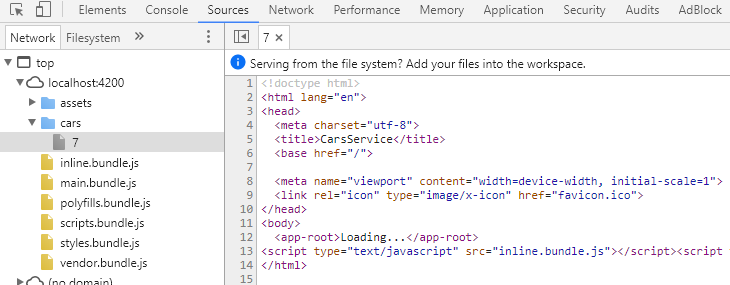 Elements Console Sources Network Performance Memory Application Security Audits AdBlock
Network Filesystem » 7 ×
top
localhost:4200
assets
cars
7
inline.bundle.js
main.bundle.js
polyfills.bundle.js
scripts.bundle.js
styles.bundle.js
vendor.bundle.js
(no domain)
i Serving from the file system? Add your files into the workspace.
1 <!doctype html>
2 <html lang="en">
3 <head>
4 <meta charset="utf-8">
5 <title>CarsService</title>
6 <base href="/">
7
8 <meta name="viewport" content="width=device-width, initial-scale=1">
9 <link rel="icon" type="image/x-icon" href="favicon.ico">
10 </head>
11 <body>
12 <app-root>Loading...</app-root>
13 <script type="text/javascript" src="inline.bundle.js"></script><script
14 </html>
15